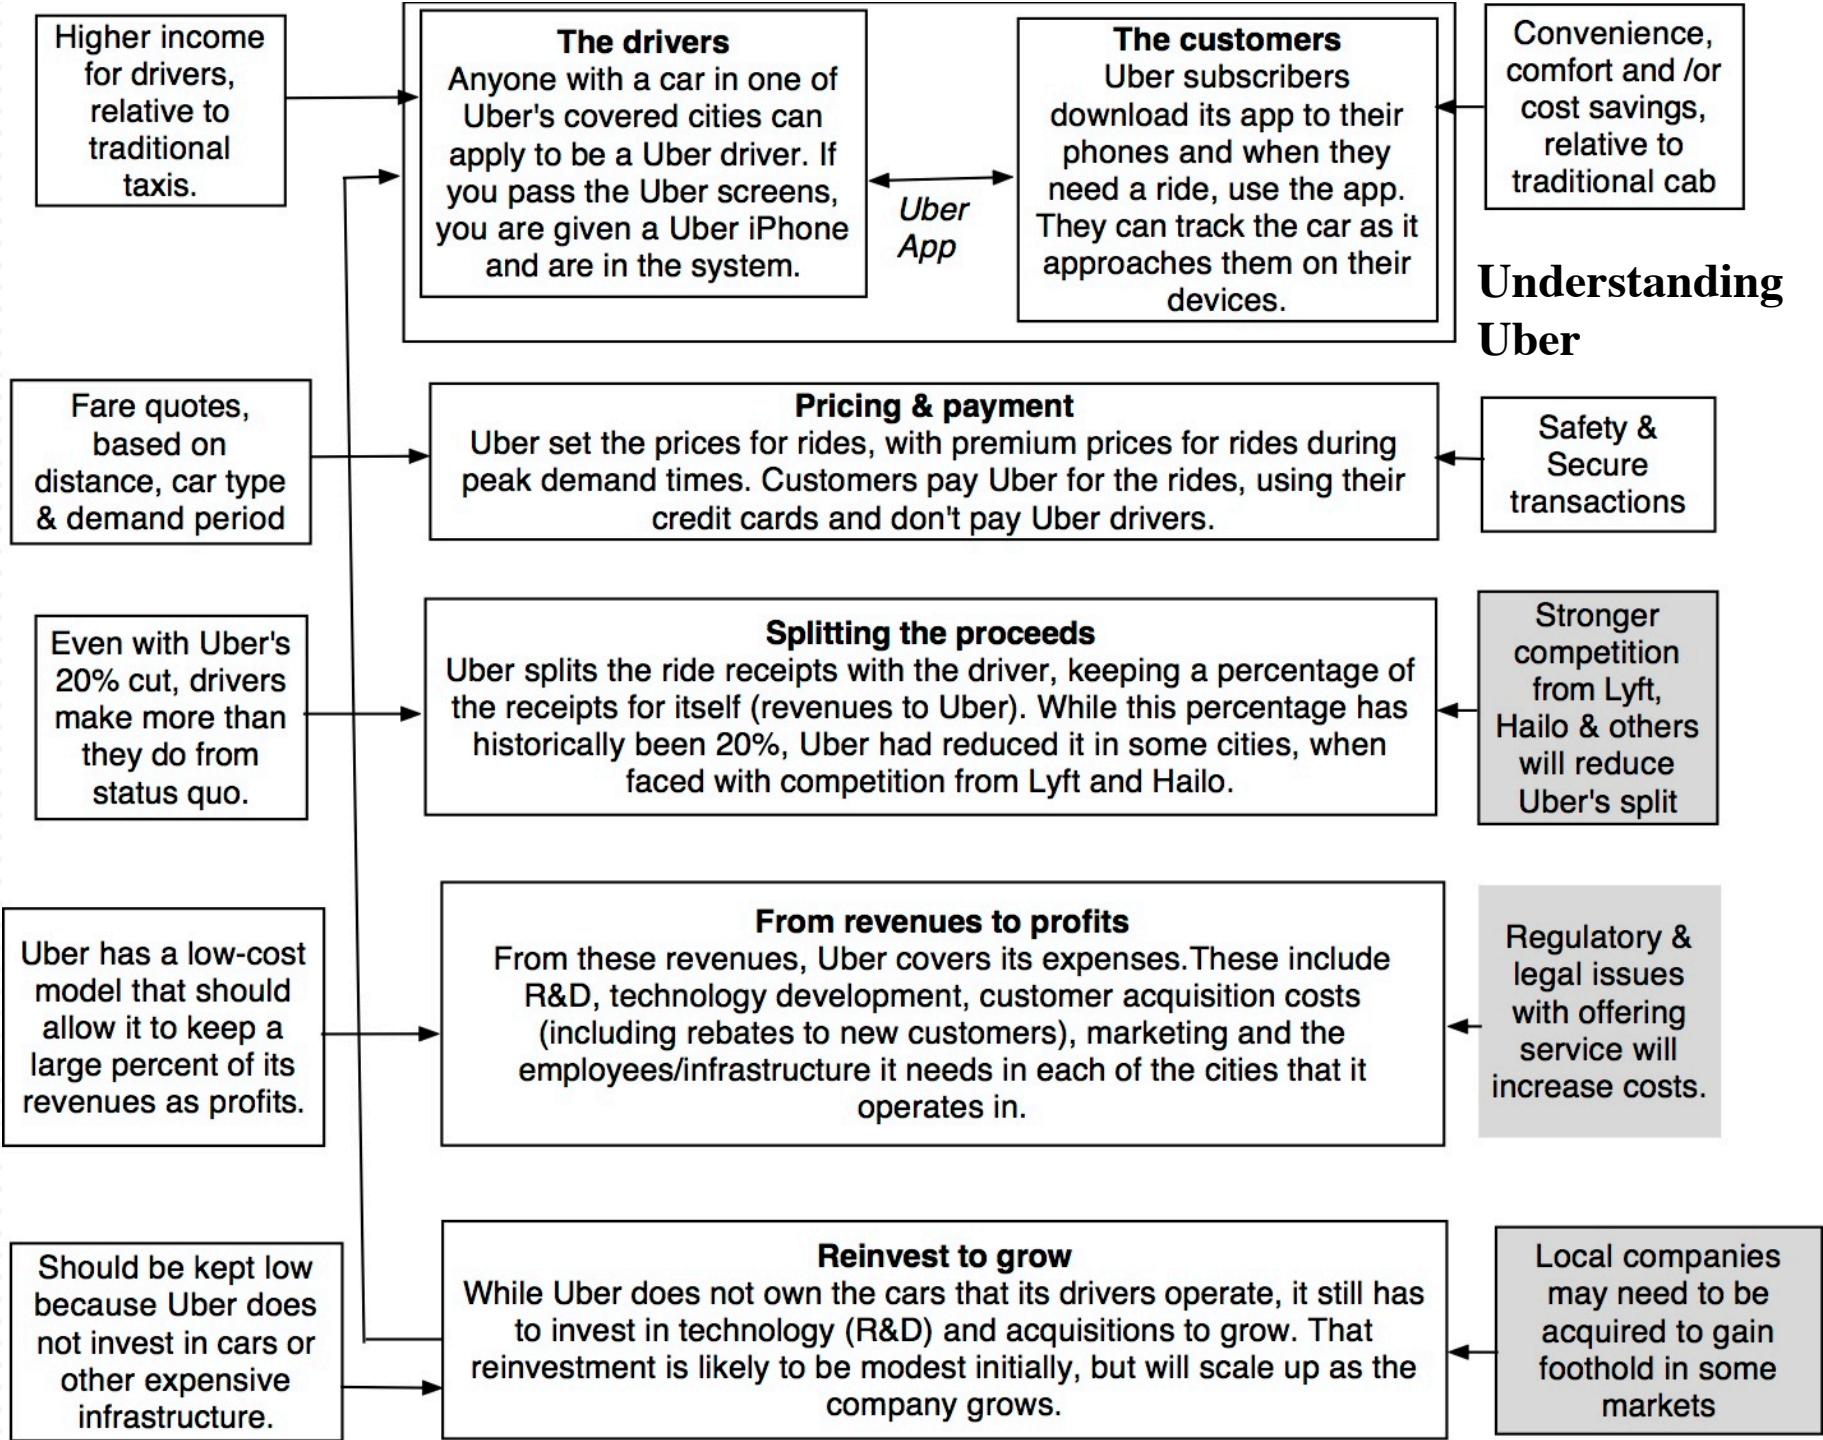 Higher income
for drivers,
relative to
traditional
taxis.
The drivers
Anyone with a car in one of
Uber's covered cities can
apply to be a Uber driver. If
you pass the Uber screens,
you are given a Uber iPhone
and are in the system.
Uber
App
The customers
Uber subscribers
download its app to their
phones and when they
need a ride, use the app.
They can track the car as it
approaches them on their
devices.
Convenience,
comfort and /or
cost savings,
relative to
traditional cab
Understanding
Uber
Fare quotes,
based on
distance, car type
& demand period
Pricing & payment
Uber set the prices for rides, with premium prices for rides during
peak demand times. Customers pay Uber for the rides, using their
credit cards and don't pay Uber drivers.
Safety &
Secure
transactions
Even with Uber's
20% cut, drivers
make more than
they do from
status quo.
Splitting the proceeds
Uber splits the ride receipts with the driver, keeping a percentage of
the receipts for itself (revenues to Uber). While this percentage has
historically been 20%, Uber had reduced it in some cities, when
faced with competition from Lyft and Hailo.
Stronger
competition
from Lyft,
Hailo & others
will reduce
Uber's split
Uber has a low-cost
model that should
allow it to keep a
large percent of its
revenues as profits.
From revenues to profits
From these revenues, Uber covers its expenses.These include
R&D, technology development, customer acquisition costs
(including rebates to new customers), marketing and the
employees/infrastructure it needs in each of the cities that it
operates in.
Regulatory &
legal issues
with offering
service will
increase costs.
Should be kept low
because Uber does
not invest in cars or
other expensive
infrastructure.
Reinvest to grow
While Uber does not own the cars that its drivers operate, it still has
to invest in technology (R&D) and acquisitions to grow. That
reinvestment is likely to be modest initially, but will scale up as the
company grows.
Local companies
may need to be
acquired to gain
foothold in some
markets